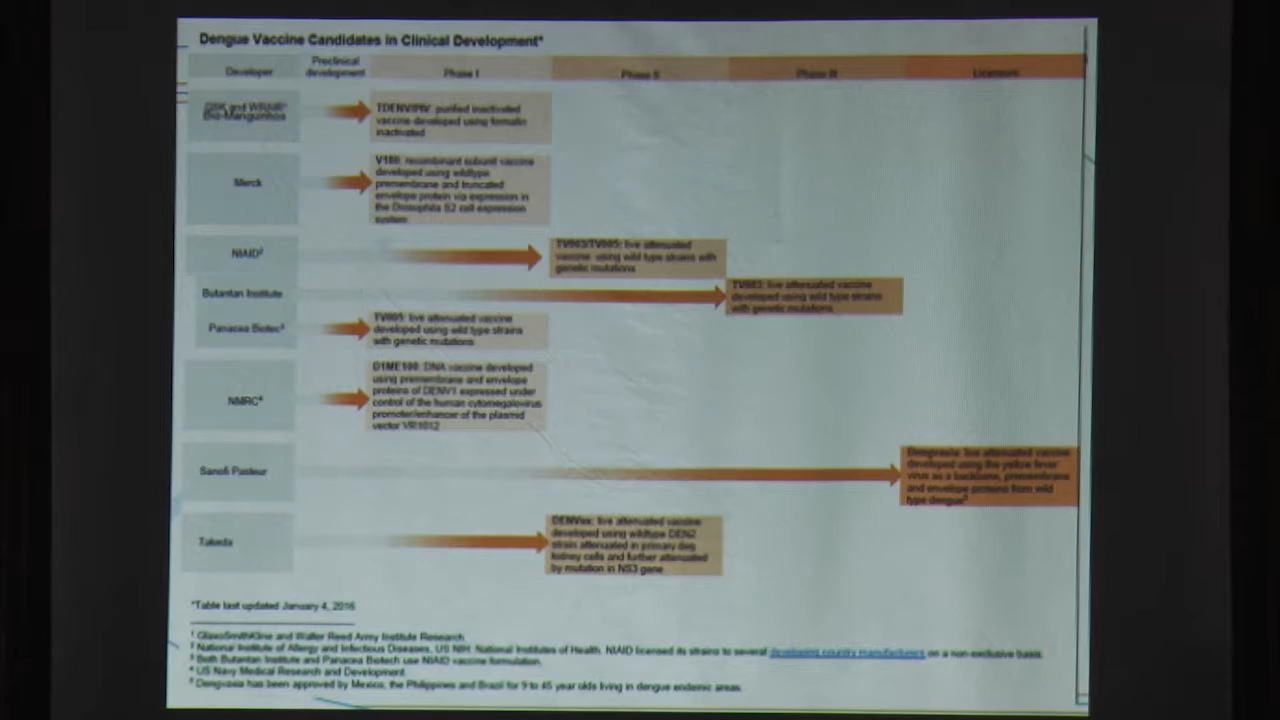 Dengue Vaccine Candidates in Clinical Development*
Developer
Preclinical
development
Phase I
Phase II
Phase III
Licensure
GSK and WRAIR¹
Bio-Manguinhos
TDENV/PIV: purified inactivated
vaccine developed using formalin
inactivated
Merck
V180: recombinant subunit vaccine
developed using wildtype
premembrane and truncated
envelope protein via expression in
the Drosophila S2 cell expression
system
NIAID²
TV003/TV005: live attenuated
vaccine using wild type strains with
genetic mutations
Butantan Institute
TV003: live attenuated vaccine
developed using wild type strains
with genetic mutations
Panacea Biotec³
TV005: live attenuated vaccine
developed using wild type strains
with genetic mutations
NMRC⁴
D1ME100: DNA vaccine developed
using premembrane and envelope
proteins of DENV1 expressed under
control of the human cytomegalovirus
promoter/enhancer of the plasmid
vector VR1012
Sanofi Pasteur
Dengvaxia: live attenuated vaccine
developed using the yellow fever
virus as a backbone, premembrane
and envelope proteins from wild
type dengue⁵
Takeda
DENVax: live attenuated vaccine
developed using wildtype DEN2
strain attenuated in primary dog
kidney cells and further attenuated
by mutation in NS3 gene
*Table last updated January 4, 2016
¹ GlaxoSmithKline and Walter Reed Army Institute Research.
² National Institute of Allergy and Infectious Diseases, US NIH: National Institutes of Health. NIAID licensed its strains to several developing country manufacturers on a non-exclusive basis.
³ Both Butantan Institute and Panacea Biotech use NIAID vaccine formulation.
⁴ US Navy Medical Research and Development.
⁵ Dengvaxia has been approved by Mexico, the Philippines and Brazil for 9 to 45 year olds living in dengue endemic areas.